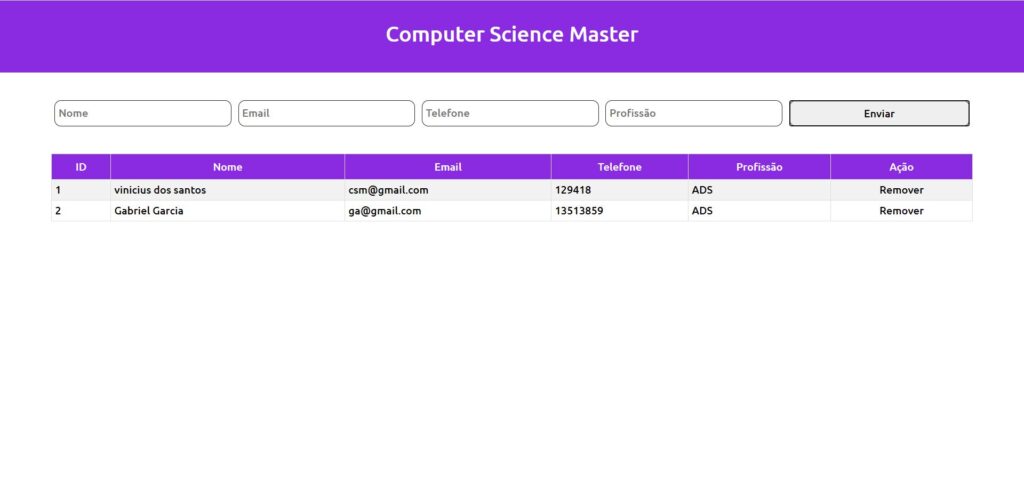 Computer Science Master
Nome Email Telefone Profissão Enviar
ID Nome Email Telefone Profissão Ação
1 vinicius dos santos csm@gmail.com 129418 ADS Remover
2 Gabriel Garcia ga@gmail.com 13513859 ADS Remover